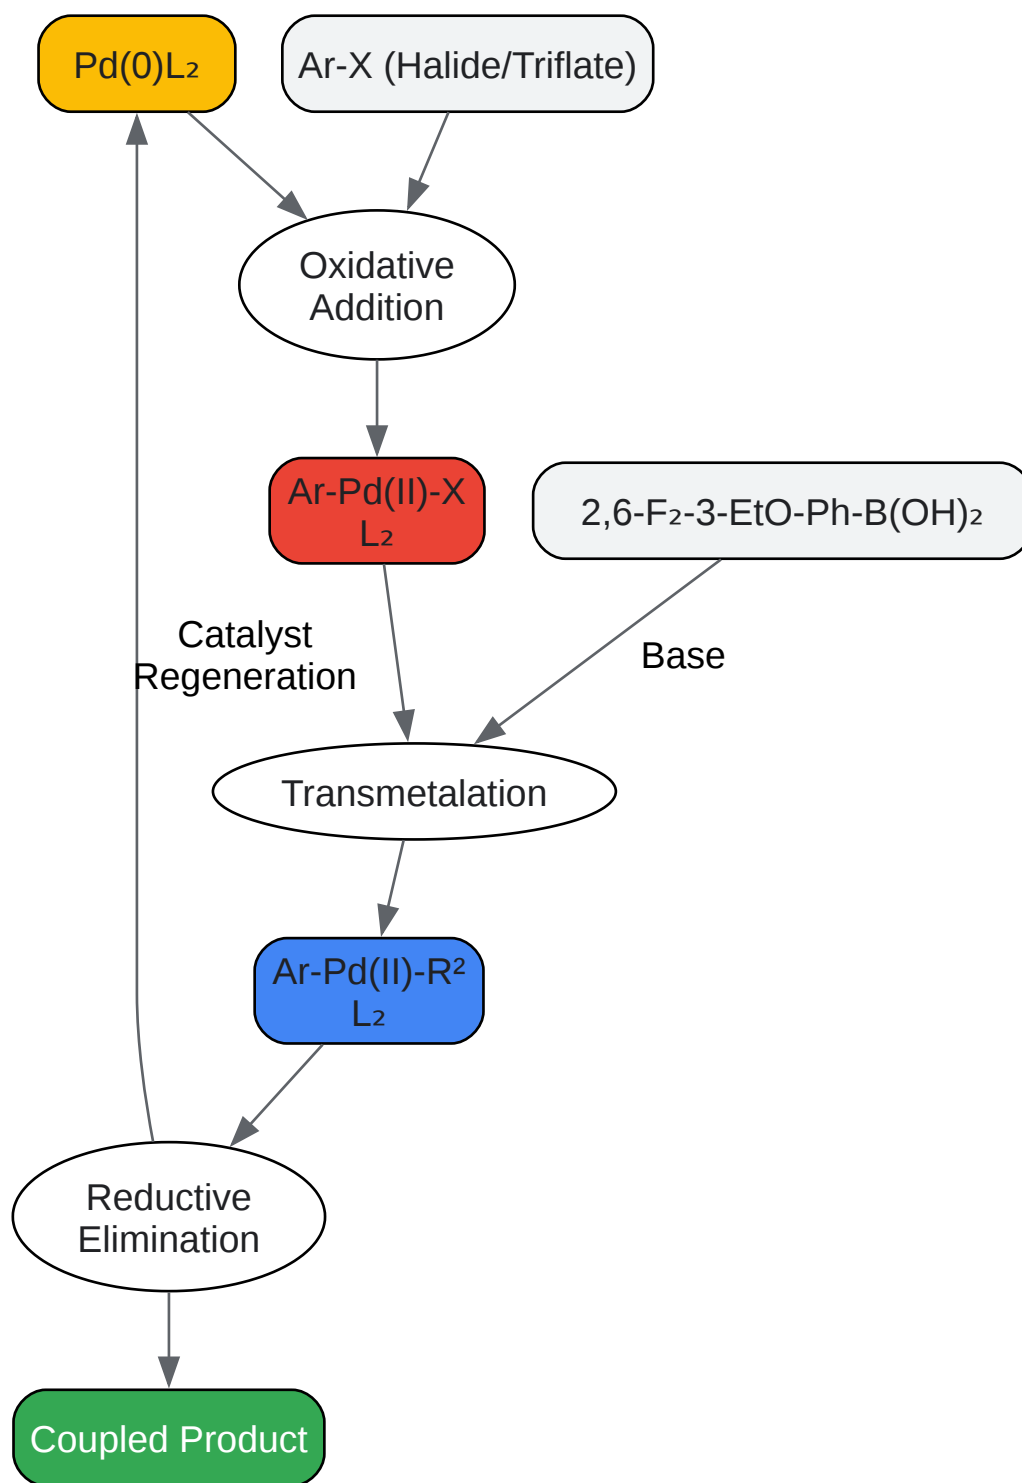 Pd(0)L₂
Ar-X (Halide/Triflate)
Oxidative
Addition
Ar-Pd(II)-X
L₂
2,6-F₂-3-EtO-Ph-B(OH)₂
Catalyst
Regeneration
Base
Transmetalation
Ar-Pd(II)-R²
L₂
Reductive
Elimination
Coupled Product